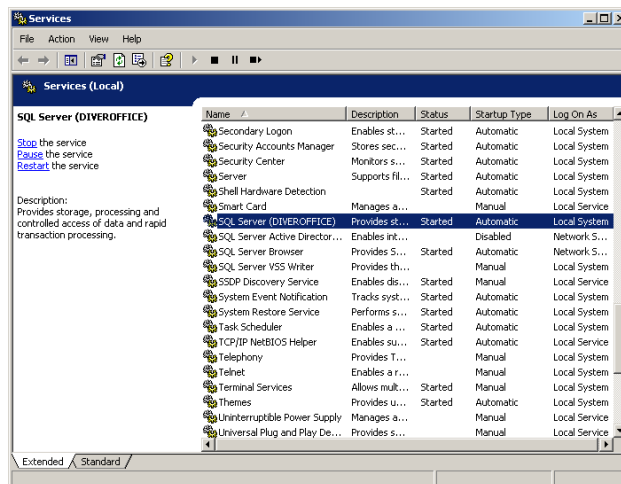 Services
File Action View Help
Services (Local)
SQL Server (DIVEROFFICE)
Stop the service
Pause the service
Restart the service
Description:
Provides storage, processing and
controlled access of data and rapid
transaction processing.
Name Description Status Startup Type Log On As
Secondary Logon Enables st... Started Automatic Local System
Security Accounts Manager Stores sec... Started Automatic Local System
Security Center Monitors s... Started Automatic Local System
Server Supports fil... Started Automatic Local System
Shell Hardware Detection Started Automatic Local System
Smart Card Manages a... Manual Local Service
SQL Server (DIVEROFFICE) Provides st... Started Automatic Local System
SQL Server Active Director... Enables int... Disabled Network S...
SQL Server Browser Provides S... Started Automatic Network S...
SQL Server VSS Writer Provides th... Manual Local System
SSDP Discovery Service Enables dis... Started Manual Local Service
System Event Notification Tracks syst... Started Automatic Local System
System Restore Service Performs s... Started Automatic Local System
Task Scheduler Enables a ... Started Automatic Local System
TCP/IP NetBIOS Helper Enables su... Started Automatic Local Service
Telephony Provides T... Manual Local System
Telnet Enables a r... Manual Local System
Terminal Services Allows mult... Started Manual Local System
Themes Provides u... Started Automatic Local System
Uninterruptible Power Supply Manages a... Manual Local Service
Universal Plug and Play De... Provides s... Manual Local Service
Extended Standard